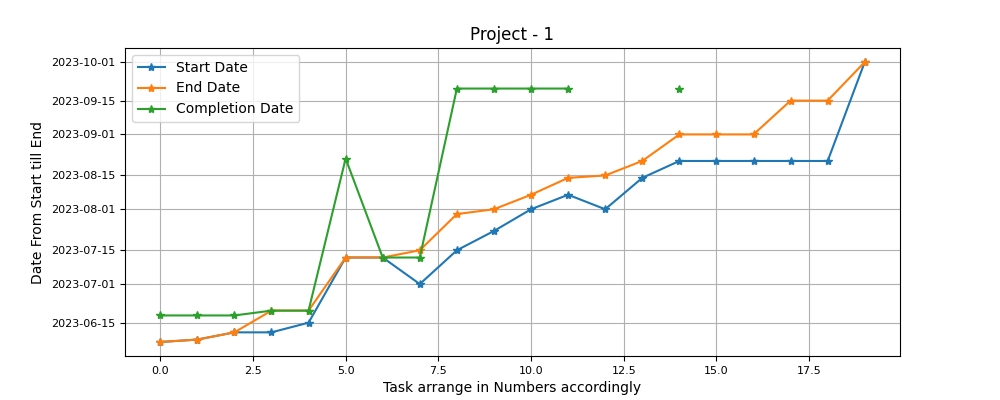 Project - 1
Start Date
End Date
Completion Date
Date From Start till End
2023-10-01
2023-09-15
2023-09-01
2023-08-15
2023-08-01
2023-07-15
2023-07-01
2023-06-15
0.0 2.5 5.0 7.5 10.0 12.5 15.0 17.5
Task arrange in Numbers accordingly